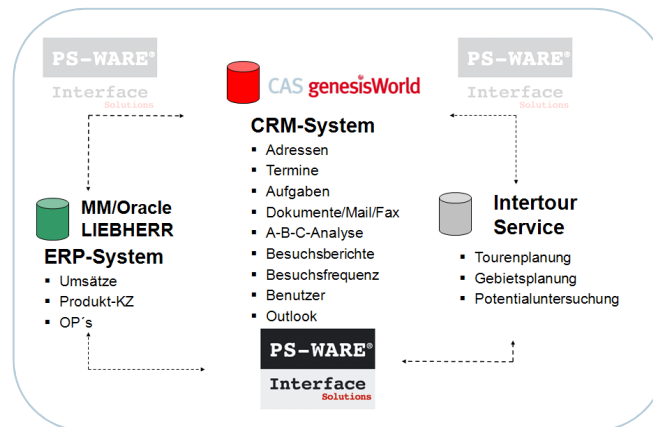 PS-WARE®
Interface
Solutions
PS-WARE®
Interface
Solutions
CAS genesisWorld
CRM-System
▪ Adressen
▪ Termine
▪ Aufgaben
▪ Dokumente/Mail/Fax
▪ A-B-C-Analyse
▪ Besuchsberichte
▪ Besuchsfrequenz
▪ Benutzer
▪ Outlook
MM/Oracle
LIEBHERR
ERP-System
▪ Umsätze
▪ Produkt-KZ
▪ OP´s
Intertour
Service
▪ Tourenplanung
▪ Gebietsplanung
▪ Potentialuntersuchung
PS-WARE®
Interface
Solutions